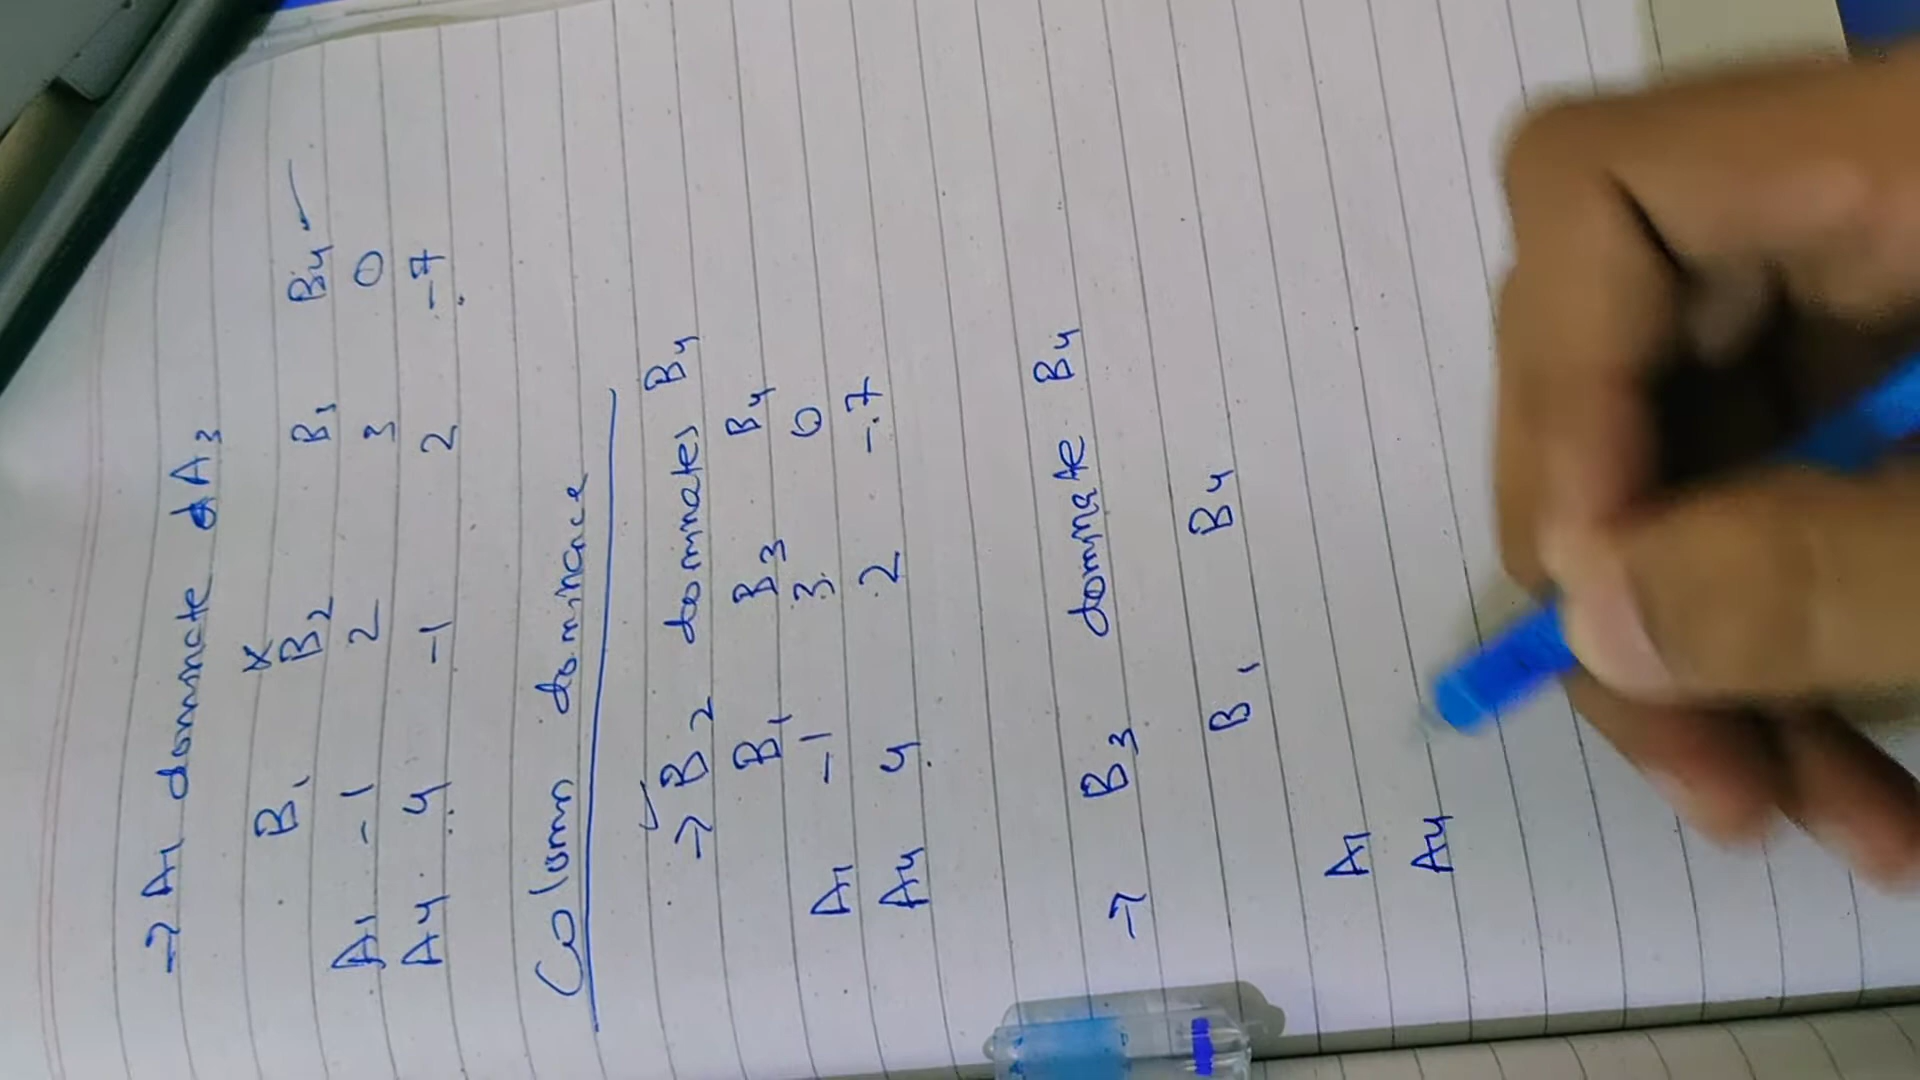 → A1 dominate d A3
x
B1 B2 B1 B4 ✓
A1 -1 2 3 0
A4 4 -1 2 -7
Column dominance
→ B2 dominates B4
B1 B3 B4
A1 -1 3 0
A4 4 2 -7
→ B3 dominate B4
B1 B4
A1
A4